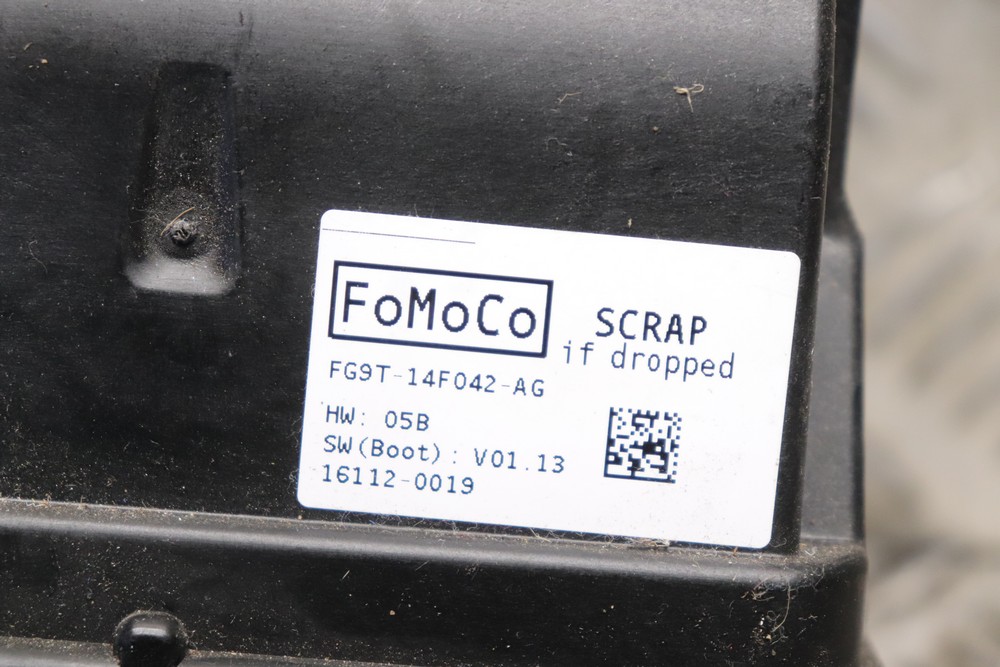 FoMoCo
SCRAP
if dropped
FG9T-14F042-AG
HW: 05B
SW(Boot): V01.13
16112-0019